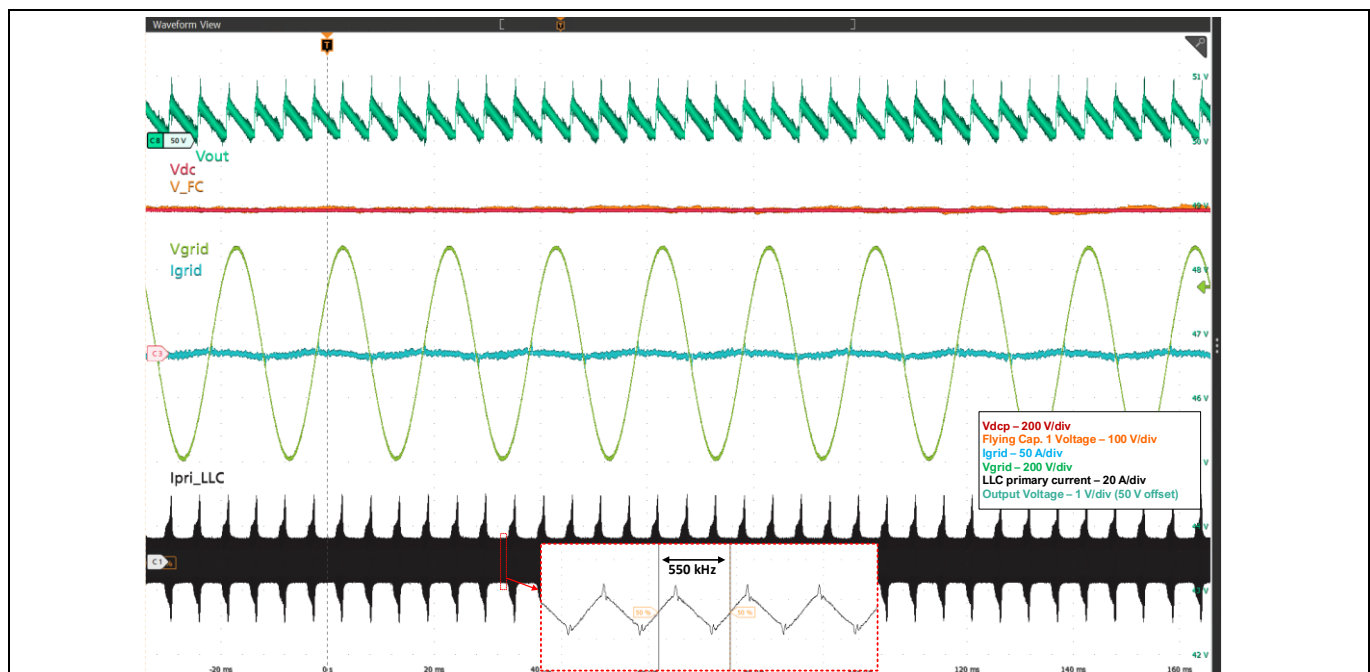 Waveform View
T
T
51 V
C8 50 V
50 V
Vout
Vdc
V_FC
49 V
Vgrid
Igrid
48 V
47 V
C3
46 V
Vdcp – 200 V/div
Flying Cap. 1 Voltage – 100 V/div
Igrid – 50 A/div
Vgrid – 200 V/div
LLC primary current – 20 A/div
Output Voltage – 1 V/div (50 V offset)
Ipri_LLC
C1
550 kHz
50 % 50 %
42 V
-20 ms 0 s 20 ms 40 120 ms 140 ms 160 ms